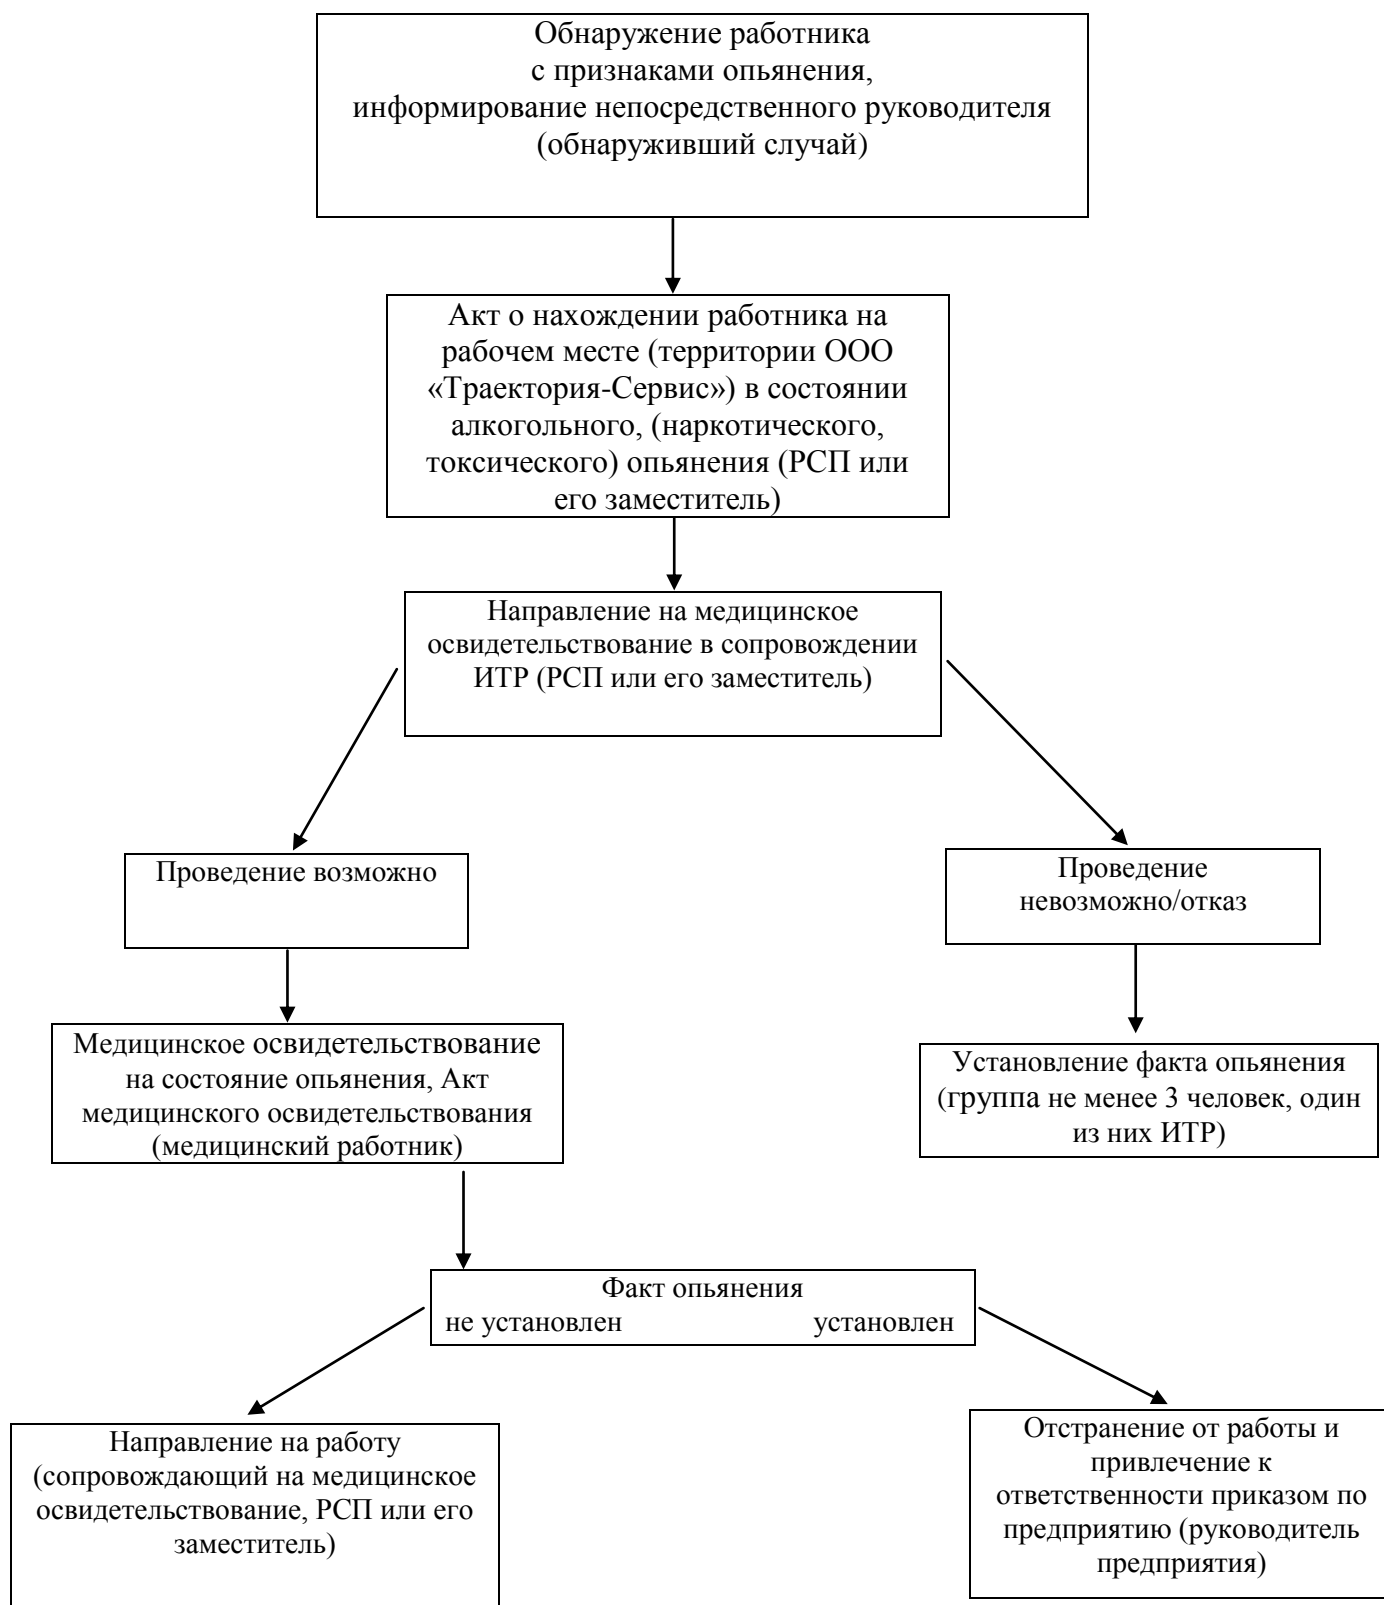 Обнаружение работника
с признаками опьянения,
информирование непосредственного руководителя
(обнаруживший случай)
Акт о нахождении работника на
рабочем месте (территории ООО
«Траектория-Сервис») в состоянии
алкогольного, (наркотического,
токсического) опьянения (РСП или
его заместитель)
Направление на медицинское
освидетельствование в сопровождении
ИТР (РСП или его заместитель)
Проведение возможно
Проведение
невозможно/отказ
Медицинское освидетельствование
на состояние опьянения, Акт
медицинского освидетельствования
(медицинский работник)
Установление факта опьянения
(группа не менее 3 человек, один
из них ИТР)
Факт опьянения
не установлен установлен
Направление на работу
(сопровождающий на медицинское
освидетельствование, РСП или его
заместитель)
Отстранение от работы и
привлечение к
ответственности приказом по
предприятию (руководитель
предприятия)